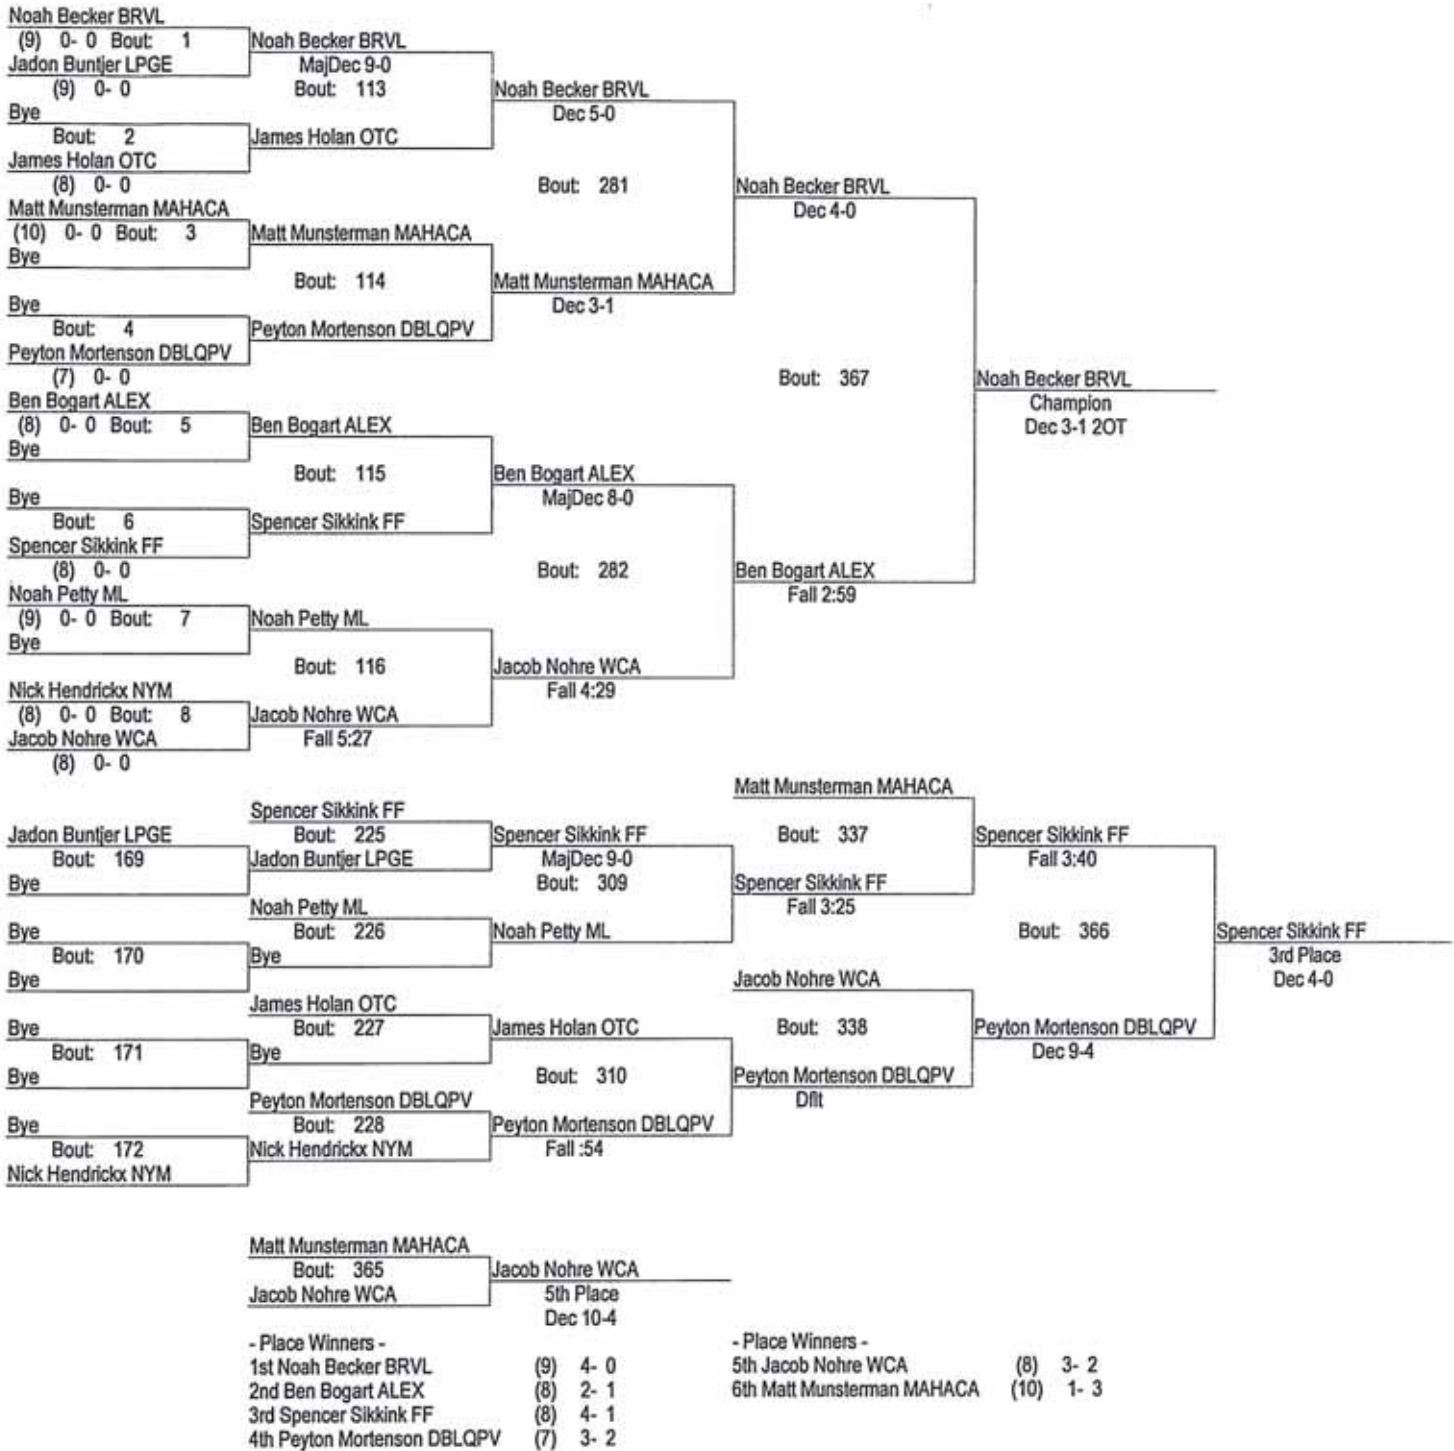 Noah Becker BRVL
(9) 0- 0 Bout: 1
Jadon Buntjer LPGE
(9) 0- 0
Bye
Bout: 2
James Holan OTC
(8) 0- 0
Matt Munsterman MAHACA
(10) 0- 0 Bout: 3
Bye
Bye
Bout: 4
Peyton Mortenson DBLQPV
(7) 0- 0
Ben Bogart ALEX
(8) 0- 0 Bout: 5
Bye
Bye
Bout: 6
Spencer Sikkink FF
(8) 0- 0
Noah Petty ML
(9) 0- 0 Bout: 7
Bye
Nick Hendrickx NYM
(8) 0- 0 Bout: 8
Jacob Nohre WCA
(8) 0- 0
Noah Becker BRVL
MajDec 9-0
Bout: 113
James Holan OTC
Matt Munsterman MAHACA
Bout: 114
Peyton Mortenson DBLQPV
Ben Bogart ALEX
Bout: 115
Spencer Sikkink FF
Noah Petty ML
Bout: 116
Jacob Nohre WCA
Fall 5:27
Noah Becker BRVL
Dec 5-0
Bout: 281
Matt Munsterman MAHACA
Dec 3-1
Ben Bogart ALEX
MajDec 8-0
Bout: 282
Jacob Nohre WCA
Fall 4:29
Noah Becker BRVL
Dec 4-0
Bout: 367
Ben Bogart ALEX
Fall 2:59
Noah Becker BRVL
Champion
Dec 3-1 2OT
Jadon Buntjer LPGE
Bout: 169
Bye
Bye
Bout: 170
Bye
Bye
Bout: 171
Bye
Bye
Bout: 172
Nick Hendrickx NYM
Spencer Sikkink FF
Bout: 225
Jadon Buntjer LPGE
Noah Petty ML
Bout: 226
Bye
James Holan OTC
Bout: 227
Bye
Peyton Mortenson DBLQPV
Bout: 228
Nick Hendrickx NYM
Spencer Sikkink FF
MajDec 9-0
Bout: 309
Noah Petty ML
James Holan OTC
Bout: 310
Peyton Mortenson DBLQPV
Fall :54
Matt Munsterman MAHACA
Bout: 337
Spencer Sikkink FF
Fall 3:25
Jacob Nohre WCA
Bout: 338
Peyton Mortenson DBLQPV
Dflt
Spencer Sikkink FF
Fall 3:40
Bout: 366
Peyton Mortenson DBLQPV
Dec 9-4
Spencer Sikkink FF
3rd Place
Dec 4-0
Matt Munsterman MAHACA
Bout: 365
Jacob Nohre WCA
Jacob Nohre WCA
5th Place
Dec 10-4
- Place Winners -
1st Noah Becker BRVL (9) 4- 0
2nd Ben Bogart ALEX (8) 2- 1
3rd Spencer Sikkink FF (8) 4- 1
4th Peyton Mortenson DBLQPV (7) 3- 2
- Place Winners -
5th Jacob Nohre WCA (8) 3- 2
6th Matt Munsterman MAHACA (10) 1- 3